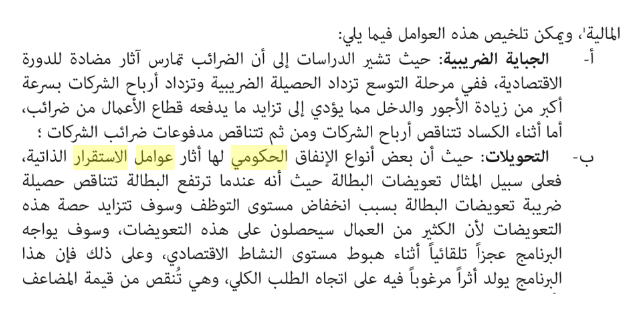 المالية¹، ويمكن تلخيص هذه العوامل فيما يلي:
أ- الجباية الضريبية: حيث تشير الدراسات إلى أن الضرائب تمارس آثار مضادة للدورة
الاقتصادية، ففي مرحلة التوسع تزداد الحصيلة الضريبية وتزداد أرباح الشركات بسرعة
أكبر من زيادة الأجور والدخل مما يؤدي إلى تزايد ما يدفعه قطاع الأعمال من ضرائب،
أما أثناء الكساد تتناقص أرباح الشركات ومن ثم تتناقص مدفوعات ضرائب الشركات ؛
ب- التحويلات: حيث أن بعض أنواع الإنفاق الحكومي لها أثار عوامل الاستقرار الذاتية،
فعلى سبيل المثال تعويضات البطالة حيث أنه عندما ترتفع البطالة تتناقص حصيلة
ضريبة تعويضات البطالة بسبب انخفاض مستوى التوظف وسوف تتزايد حصة هذه
التعويضات لأن الكثير من العمال سيحصلون على هذه التعويضات، وسوف يواجه
البرنامج عجزاً تلقائياً أثناء هبوط مستوى النشاط الاقتصادي، وعلى ذلك فإن هذا
البرنامج يولد أثراً مرغوباً فيه على اتجاه الطلب الكلي، وهي تُنقص من قيمة المضاعف